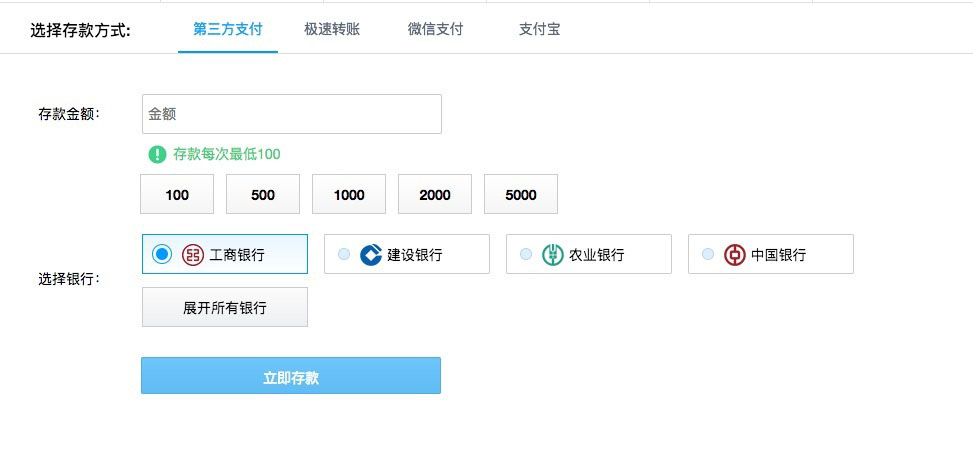 选择存款方式: 第三方支付 极速转账 微信支付 支付宝
存款金额： 金额
存款每次最低100
100 500 1000 2000 5000
工商银行 建设银行 农业银行 中国银行
选择银行：
展开所有银行
立即存款